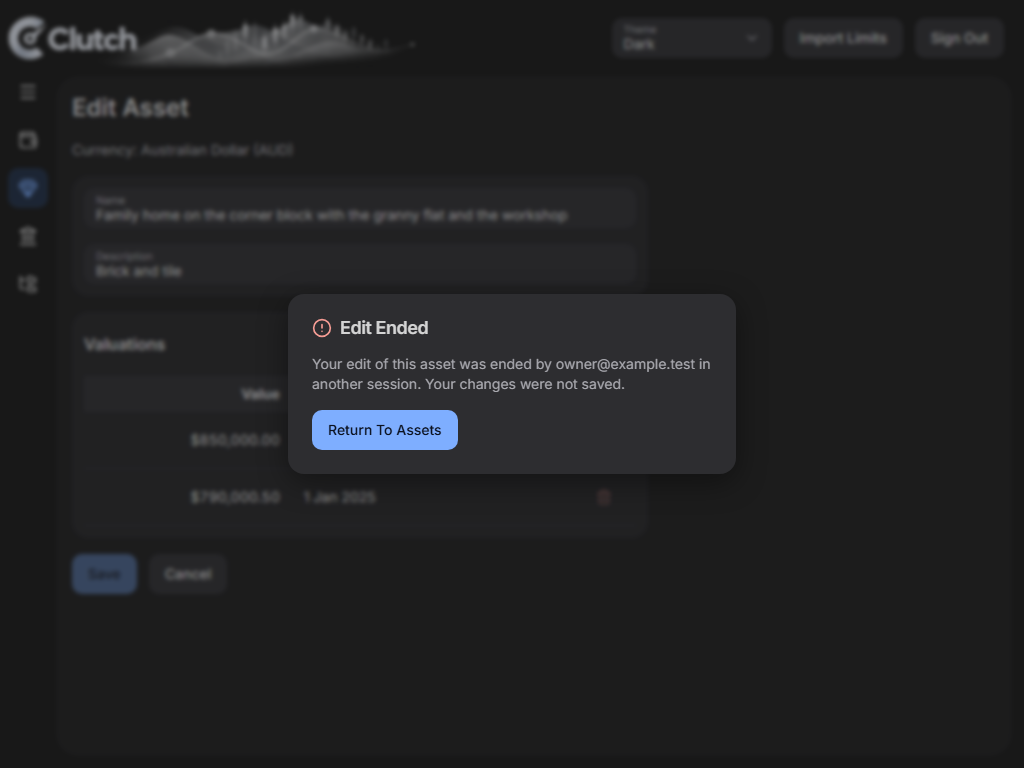 Clutch
Theme
Dark
Import Limits
Sign Out
Edit Asset
Currency: Australian Dollar (AUD)
Name
Family home on the corner block with the granny flat and the workshop
Description
Brick and tile
Edit Ended
Your edit of this asset was ended by owner@example.test in
another session. Your changes were not saved.
Return To Assets
Valuations
Value
$850,000.00
$790,000.50 1 Jan 2025
Save
Cancel